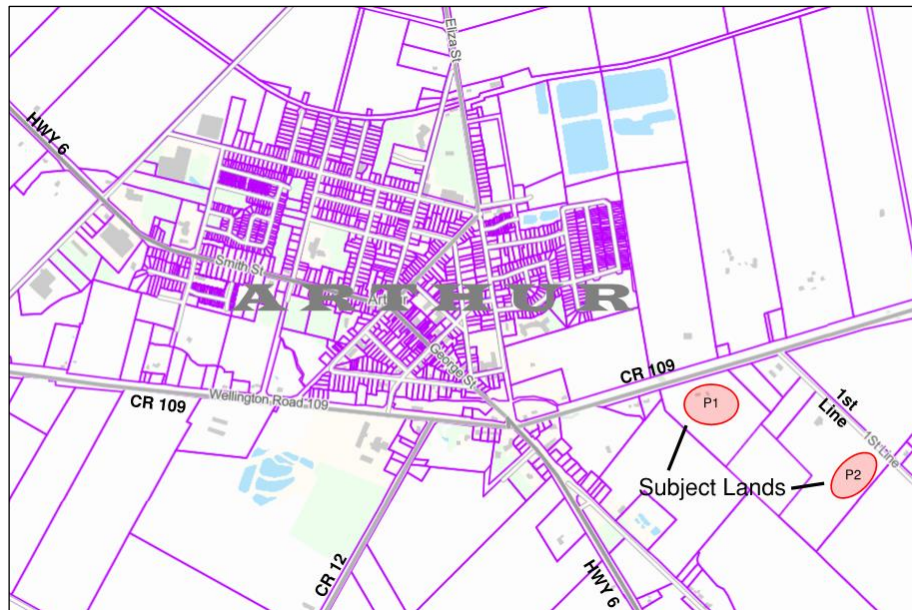 Eliza St
HWY 6
Smith St
Arthur
ARTHUR
George St
CR 109
Wellington Road 109
CR 109
1st
Line
1St Line
P1
P2
Subject Lands
CR 12
HWY 6